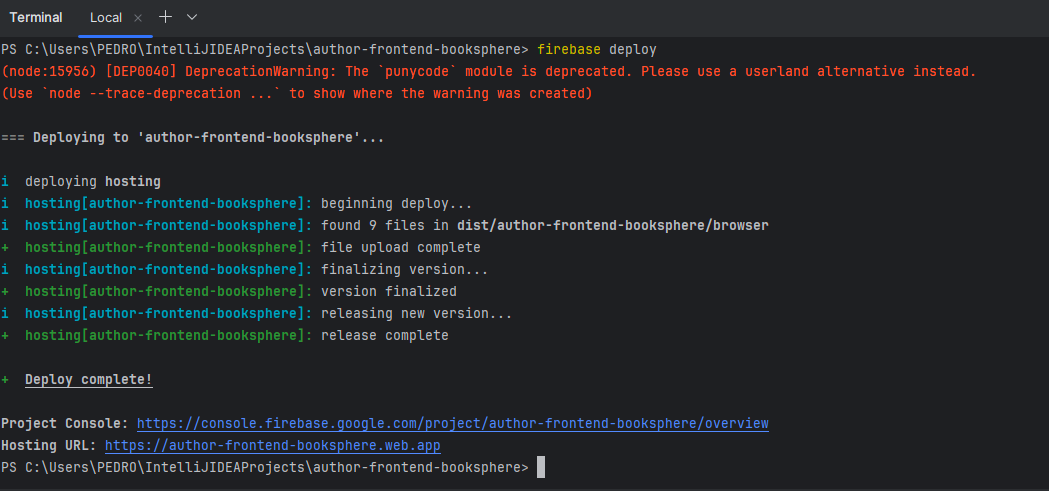 Terminal Local × + ∨
PS C:\Users\PEDRO\IntelliJIDEAProjects\author-frontend-booksphere> firebase deploy
(node:15956) [DEP0040] DeprecationWarning: The `punycode` module is deprecated. Please use a userland alternative instead.
(Use `node --trace-deprecation ...` to show where the warning was created)
=== Deploying to 'author-frontend-booksphere'...
i  deploying hosting
i  hosting[author-frontend-booksphere]: beginning deploy...
i  hosting[author-frontend-booksphere]: found 9 files in dist/author-frontend-booksphere/browser
+  hosting[author-frontend-booksphere]: file upload complete
i  hosting[author-frontend-booksphere]: finalizing version...
+  hosting[author-frontend-booksphere]: version finalized
i  hosting[author-frontend-booksphere]: releasing new version...
+  hosting[author-frontend-booksphere]: release complete
+  Deploy complete!
Project Console: https://console.firebase.google.com/project/author-frontend-booksphere/overview
Hosting URL: https://author-frontend-booksphere.web.app
PS C:\Users\PEDRO\IntelliJIDEAProjects\author-frontend-booksphere>